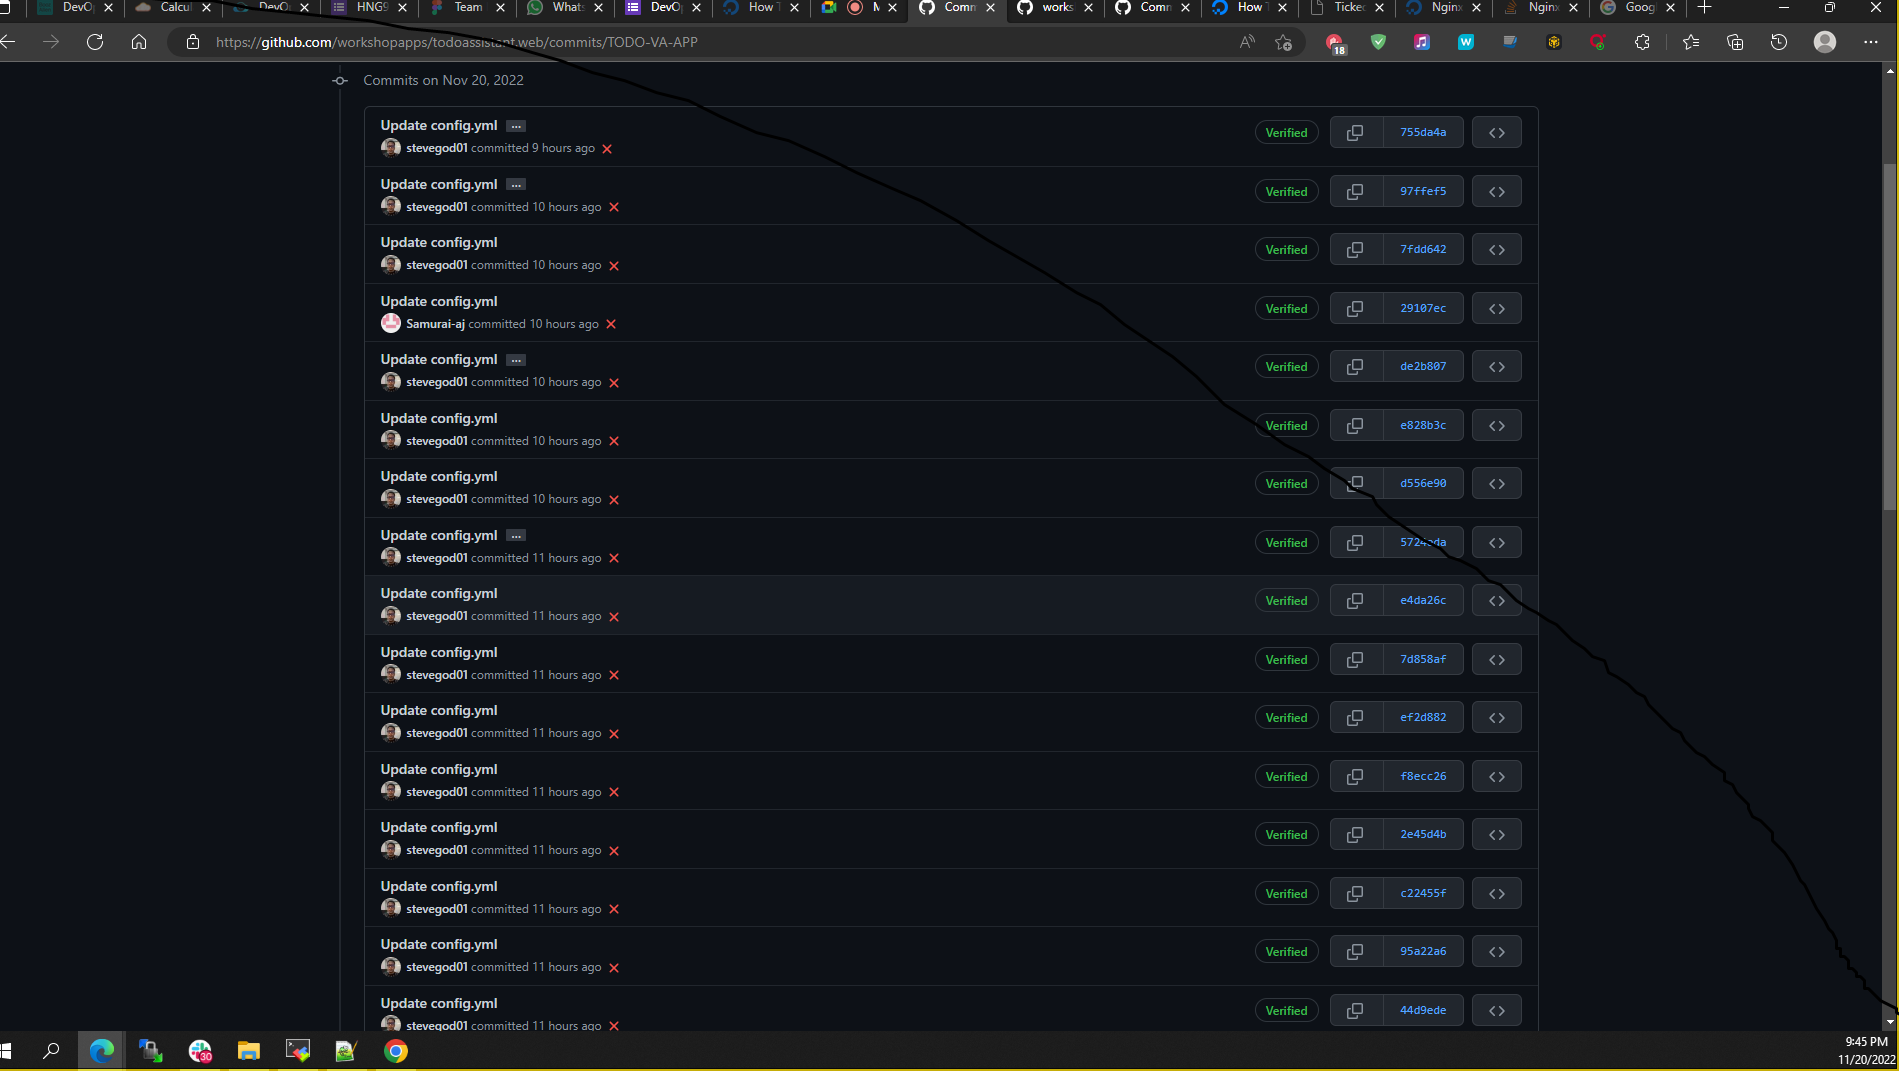 DevO
Calcul
DevO
HNG9
Team
Whats
DevO
How T
M
Comm
works
Comm
How T
Ticked
Nginx
Nginx
Googl
https://github.com/workshopapps/todoassistant.web/commits/TODO-VA-APP
18
Commits on Nov 20, 2022
Update config.yml ...
Verified 755da4a
stevegod01 committed 9 hours ago
Update config.yml ...
Verified 97ffef5
stevegod01 committed 10 hours ago
Update config.yml
Verified 7fdd642
stevegod01 committed 10 hours ago
Update config.yml
Verified 29107ec
Samurai-aj committed 10 hours ago
Update config.yml ...
Verified de2b807
stevegod01 committed 10 hours ago
Update config.yml
Verified e828b3c
stevegod01 committed 10 hours ago
Update config.yml
Verified d556e90
stevegod01 committed 10 hours ago
Update config.yml ...
Verified
stevegod01 committed 11 hours ago
Update config.yml
Verified e4da26c
stevegod01 committed 11 hours ago
Update config.yml
Verified 7d858af
stevegod01 committed 11 hours ago
Update config.yml
Verified ef2d882
stevegod01 committed 11 hours ago
Update config.yml
Verified f8ecc26
stevegod01 committed 11 hours ago
Update config.yml
Verified 2e45d4b
stevegod01 committed 11 hours ago
Update config.yml
Verified c22455f
stevegod01 committed 11 hours ago
Update config.yml
Verified 95a22a6
stevegod01 committed 11 hours ago
Update config.yml
Verified 44d9ede
stevegod01 committed 11 hours ago
30
9:45 PM
11/20/2022